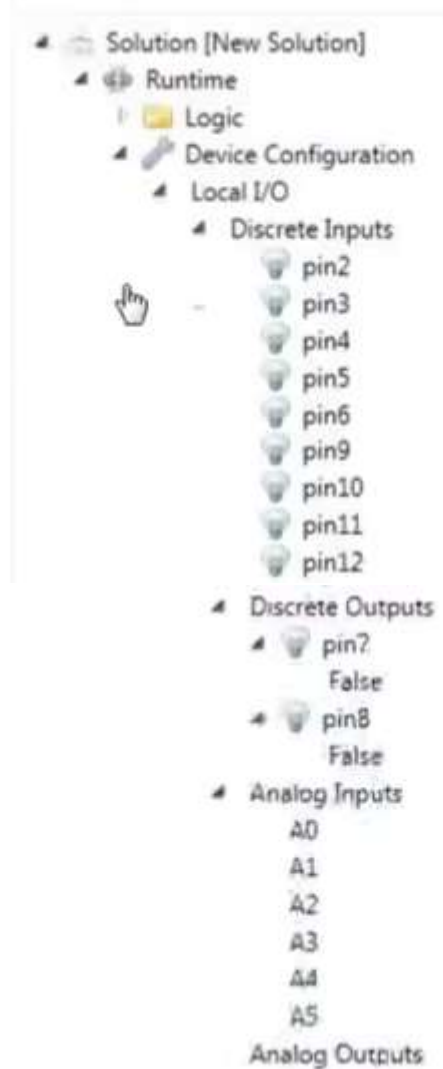 Solution [New Solution]
Runtime
Logic
Device Configuration
Local I/O
Discrete Inputs
pin2
pin3
pin4
pin5
pin6
pin9
pin10
pin11
pin12
Discrete Outputs
pin7
False
pin8
False
Analog Inputs
A0
A1
A2
A3
A4
A5
Analog Outputs